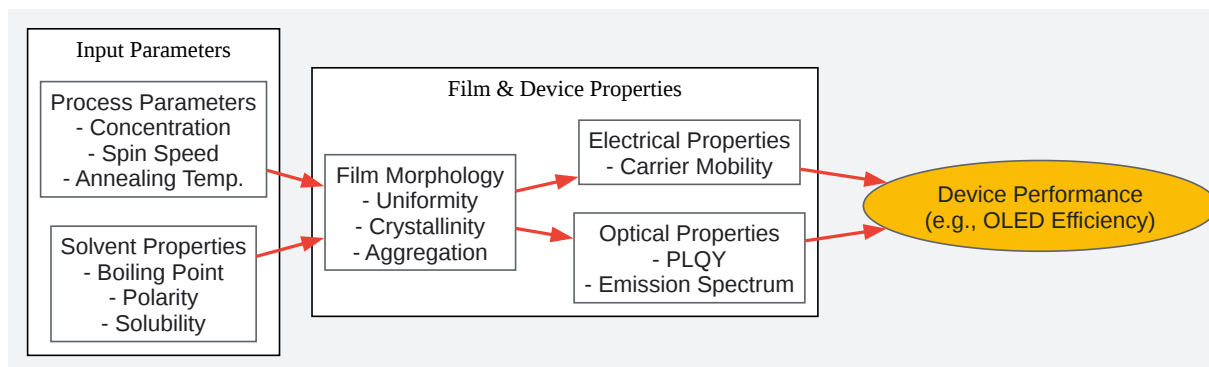 Input Parameters
Process Parameters
- Concentration
- Spin Speed
- Annealing Temp.
Solvent Properties
- Boiling Point
- Polarity
- Solubility
Film & Device Properties
Film Morphology
- Uniformity
- Crystallinity
- Aggregation
Electrical Properties
- Carrier Mobility
Optical Properties
- PLQY
- Emission Spectrum
Device Performance
(e.g., OLED Efficiency)